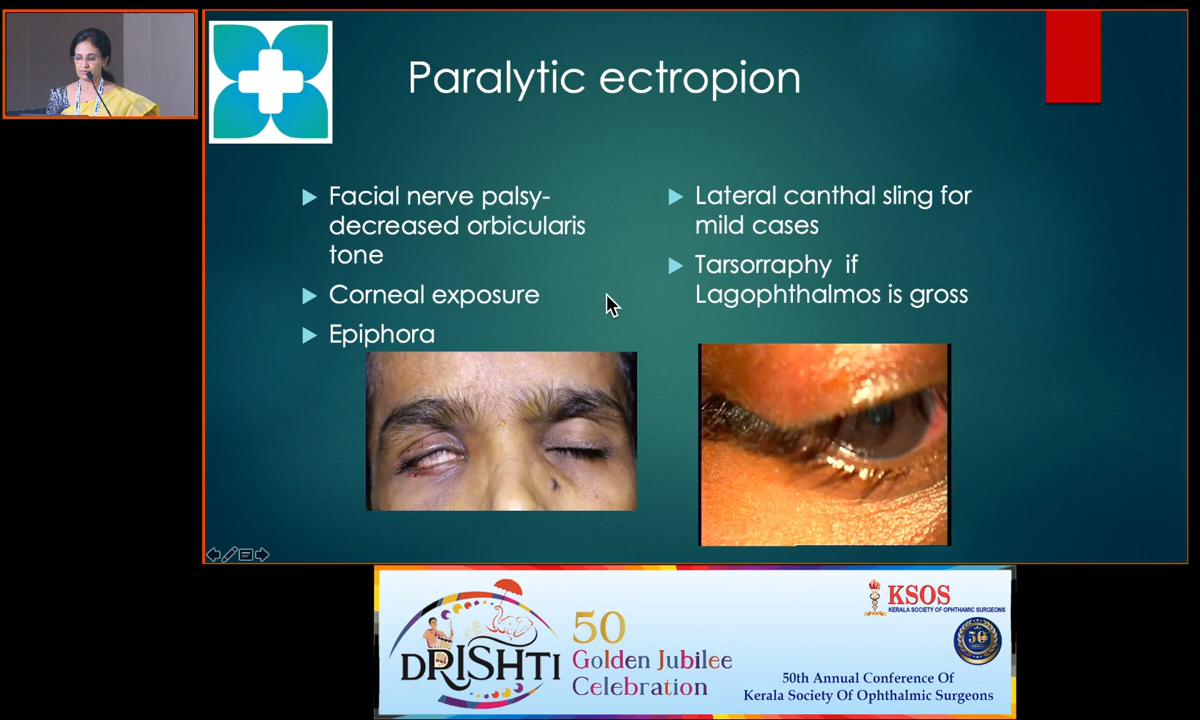 Paralytic ectropion
Facial nerve palsy-
decreased orbicularis
tone
Corneal exposure
Epiphora
Lateral canthal sling for
mild cases
Tarsorraphy if
Lagophthalmos is gross
DRISHTI
50
Golden Jubilee
Celebration
KSOS
KERALA SOCIETY OF OPHTHAMIC SURGEONS
50
50th Annual Conference Of
Kerala Society Of Ophthalmic Surgeons